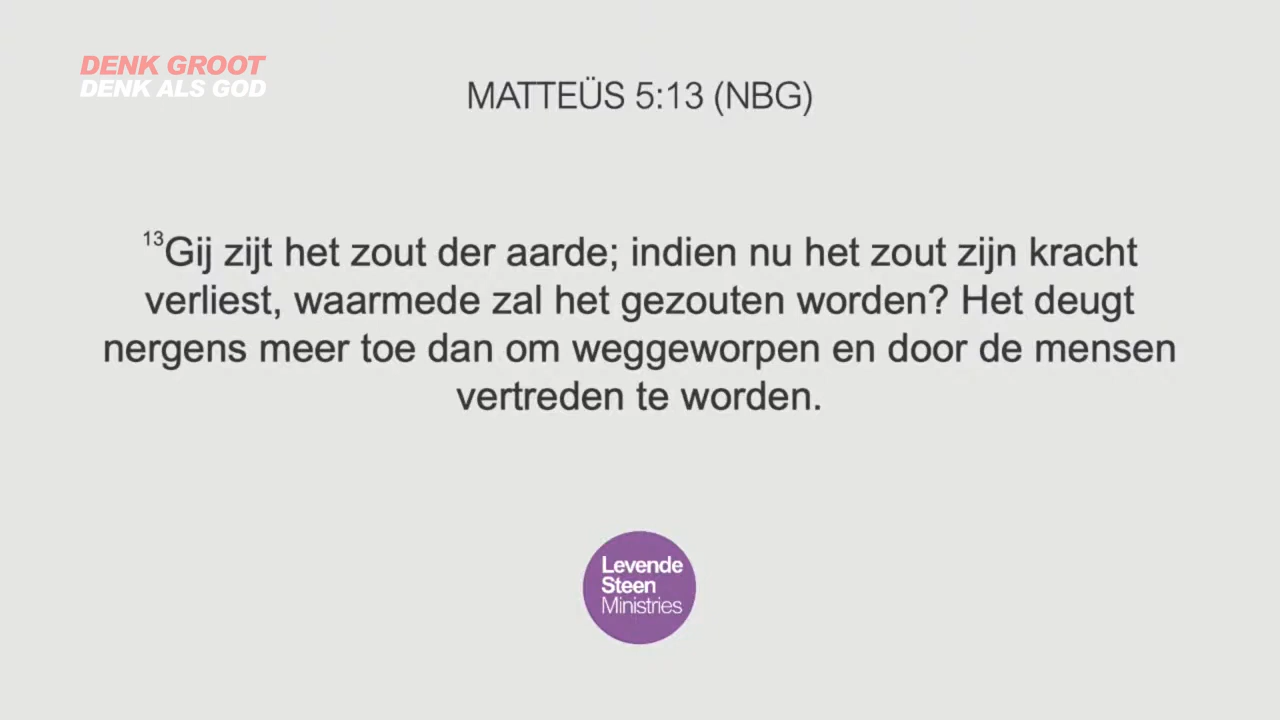 DENK GROOT
DENK ALS GOD
MATTEÜS 5:13 (NBG)
13Gij zijt het zout der aarde; indien nu het zout zijn kracht
verliest, waarmede zal het gezouten worden? Het deugt
nergens meer toe dan om weggeworpen en door de mensen
vertreden te worden.
Levende
Steen
Ministries